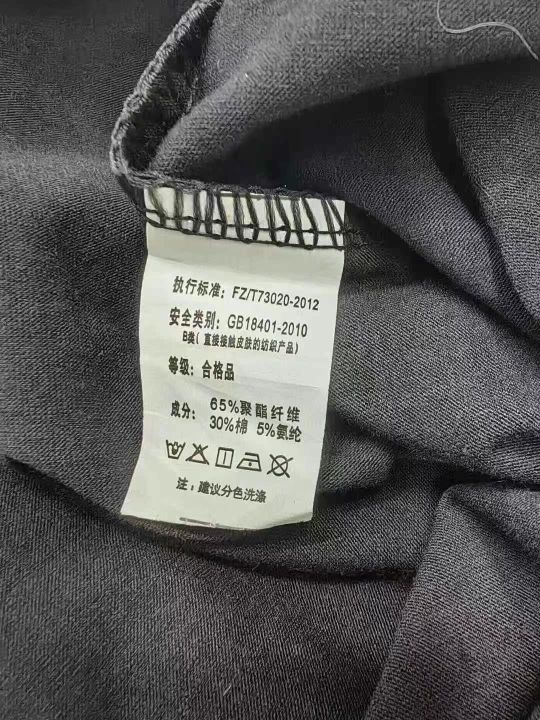 执行标准：FZ/T73020-2012
安全类别：GB18401-2010
B类（直接接触皮肤的纺织产品）
等级：合格品
成分：65%聚酯纤维
30%棉 5%氨纶
注：建议分色洗涤